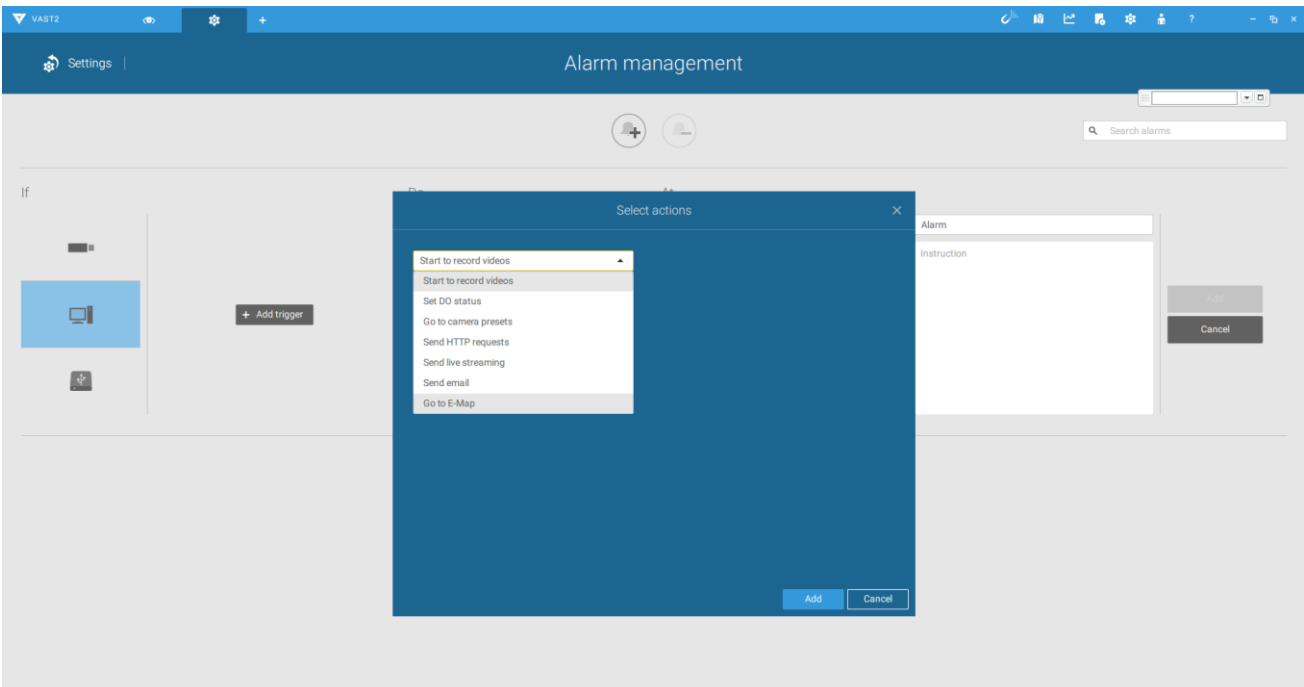 VAST2
+
?
Settings
Alarm management
Search alarms
If
Do
At
Select actions
Alarm
Instruction
+ Add trigger
Start to record videos
Start to record videos
Set DO status
Go to camera presets
Send HTTP requests
Send live streaming
Send email
Go to E-Map
Add
Cancel
Add
Cancel